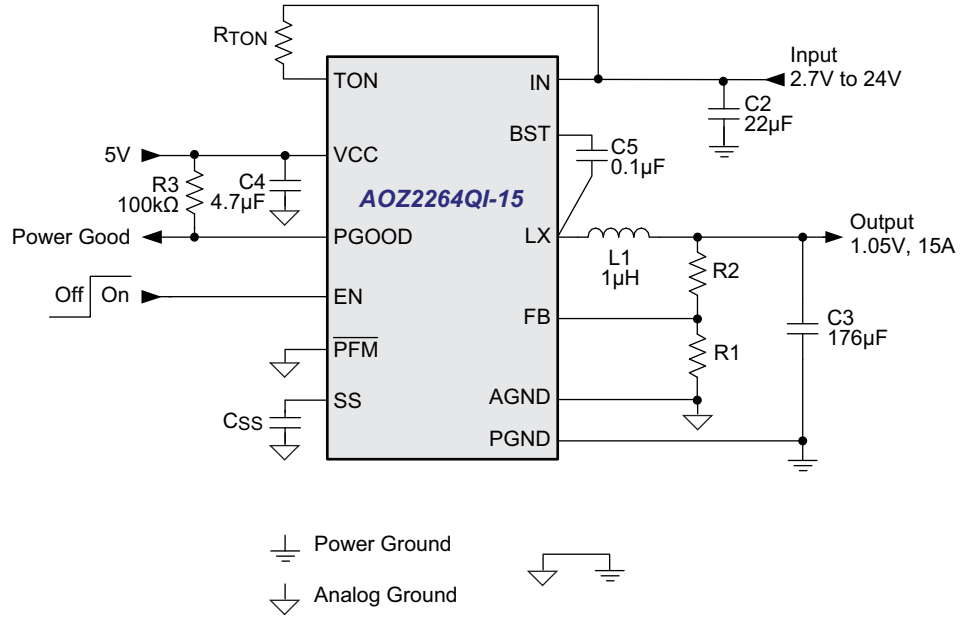 RTON
TON
IN
Input
2.7V to 24V
C2
22µF
BST
C5
0.1µF
5V
VCC
R3
100kΩ
C4
4.7µF
AOZ2264QI-15
Power Good
PGOOD
LX
L1
1µH
Output
1.05V, 15A
R2
Off On
EN
FB
C3
176µF
PFM
R1
SS
CSS
AGND
PGND
Power Ground
Analog Ground